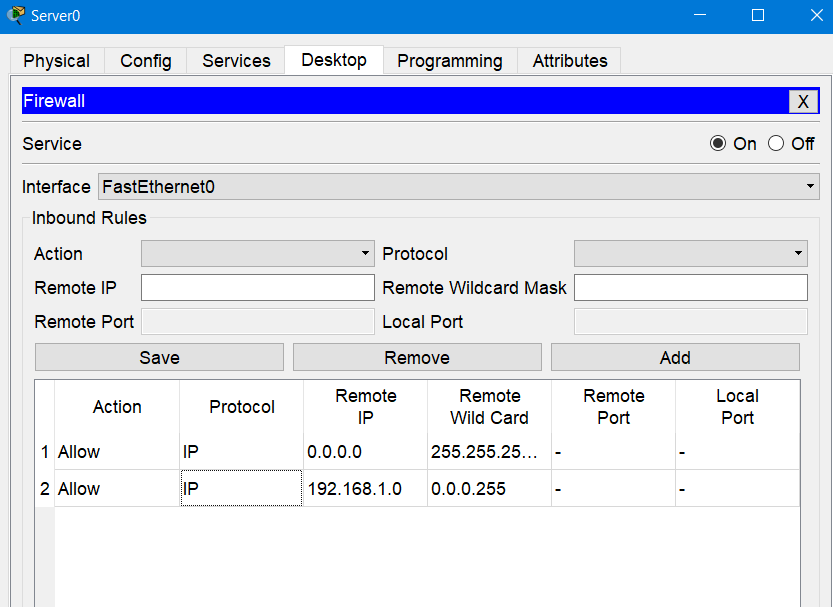 Server0
Physical Config Services Desktop Programming Attributes
Firewall X
Service On Off
Interface FastEthernet0
Inbound Rules
Action Protocol
Remote IP Remote Wildcard Mask
Remote Port Local Port
Save Remove Add
Action Protocol Remote IP Remote Wild Card Remote Port Local Port
1 Allow IP 0.0.0.0 255.255.25... - -
2 Allow IP 192.168.1.0 0.0.0.255 - -